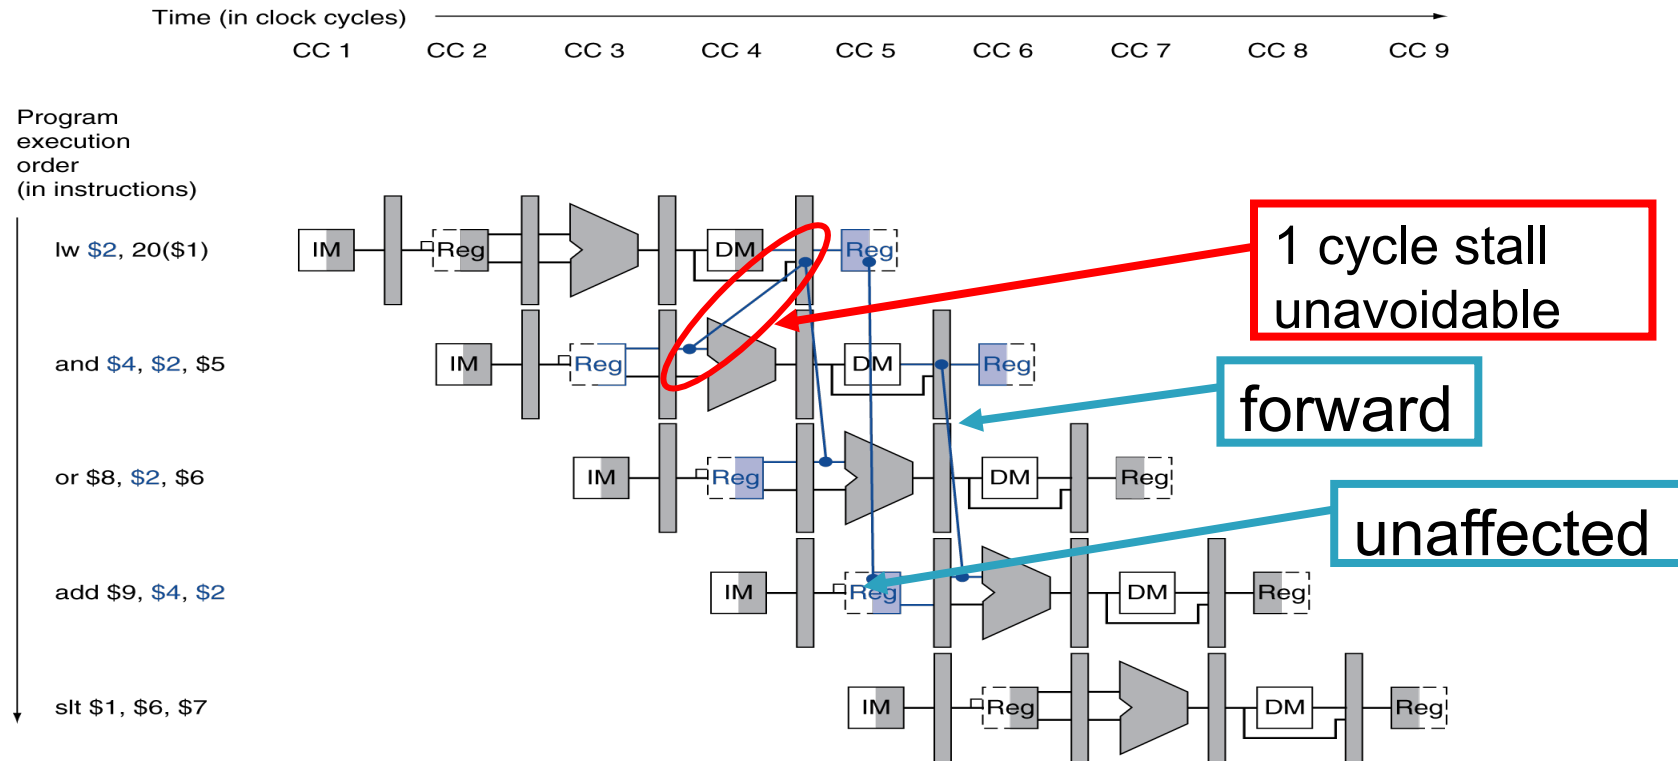 Time (in clock cycles)
CC 1 CC 2 CC 3 CC 4 CC 5 CC 6 CC 7 CC 8 CC 9
Program
execution
order
(in instructions)
lw $2, 20($1)
IM Reg DM Reg
1 cycle stall
unavoidable
and $4, $2, $5
IM Reg DM Reg
forward
or $8, $2, $6
IM Reg DM Reg
unaffected
add $9, $4, $2
IM Reg DM Reg
slt $1, $6, $7
IM Reg DM Reg